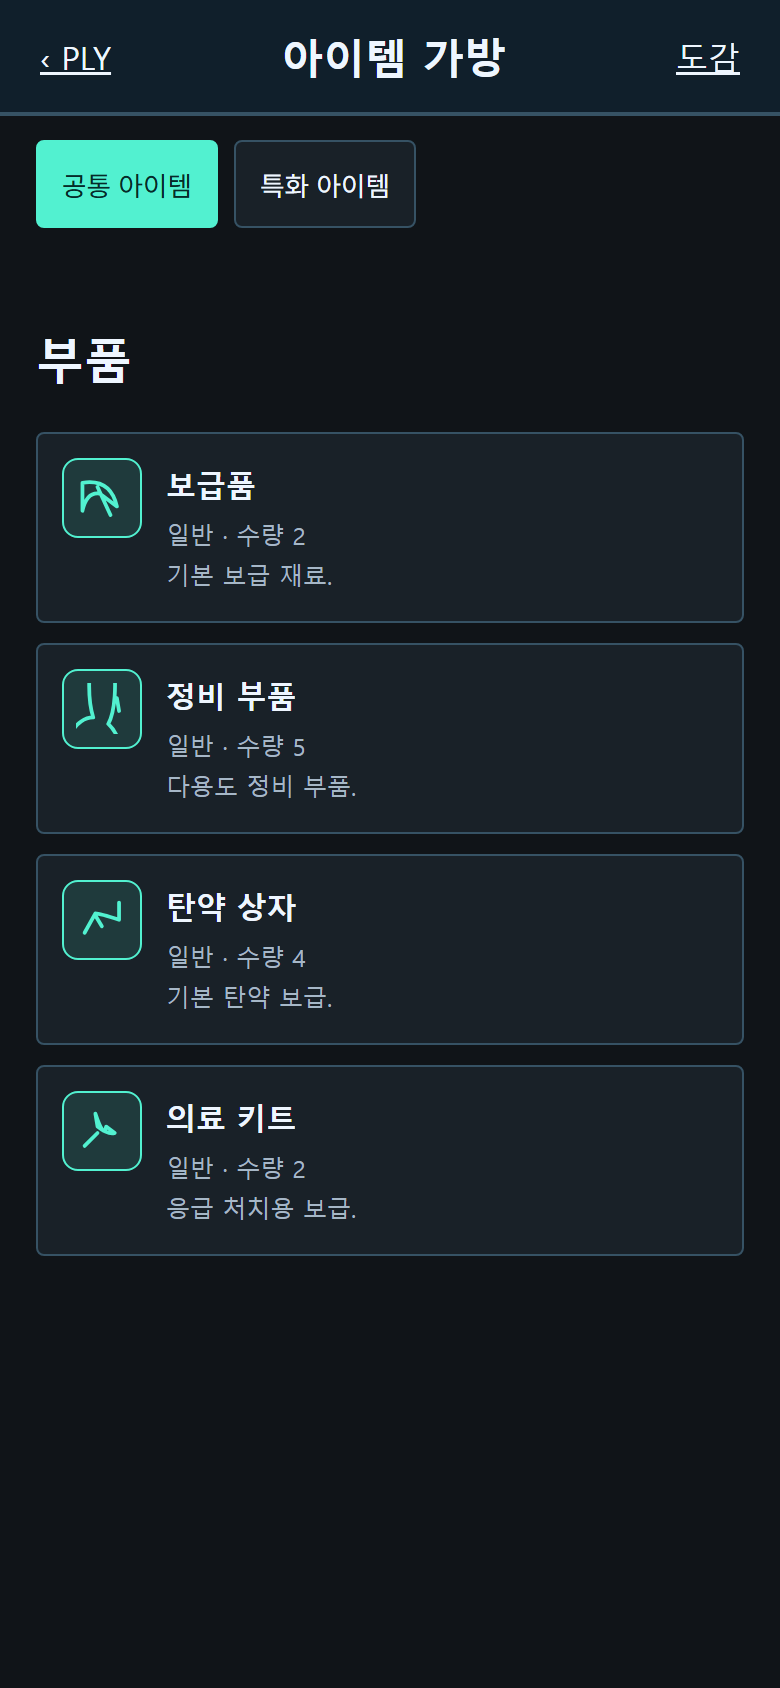 ‹ PLY
아이템 가방
도감
공통 아이템
특화 아이템
부품
보급품
일반 · 수량 2
기본 보급 재료.
정비 부품
일반 · 수량 5
다용도 정비 부품.
탄약 상자
일반 · 수량 4
기본 탄약 보급.
의료 키트
일반 · 수량 2
응급 처치용 보급.